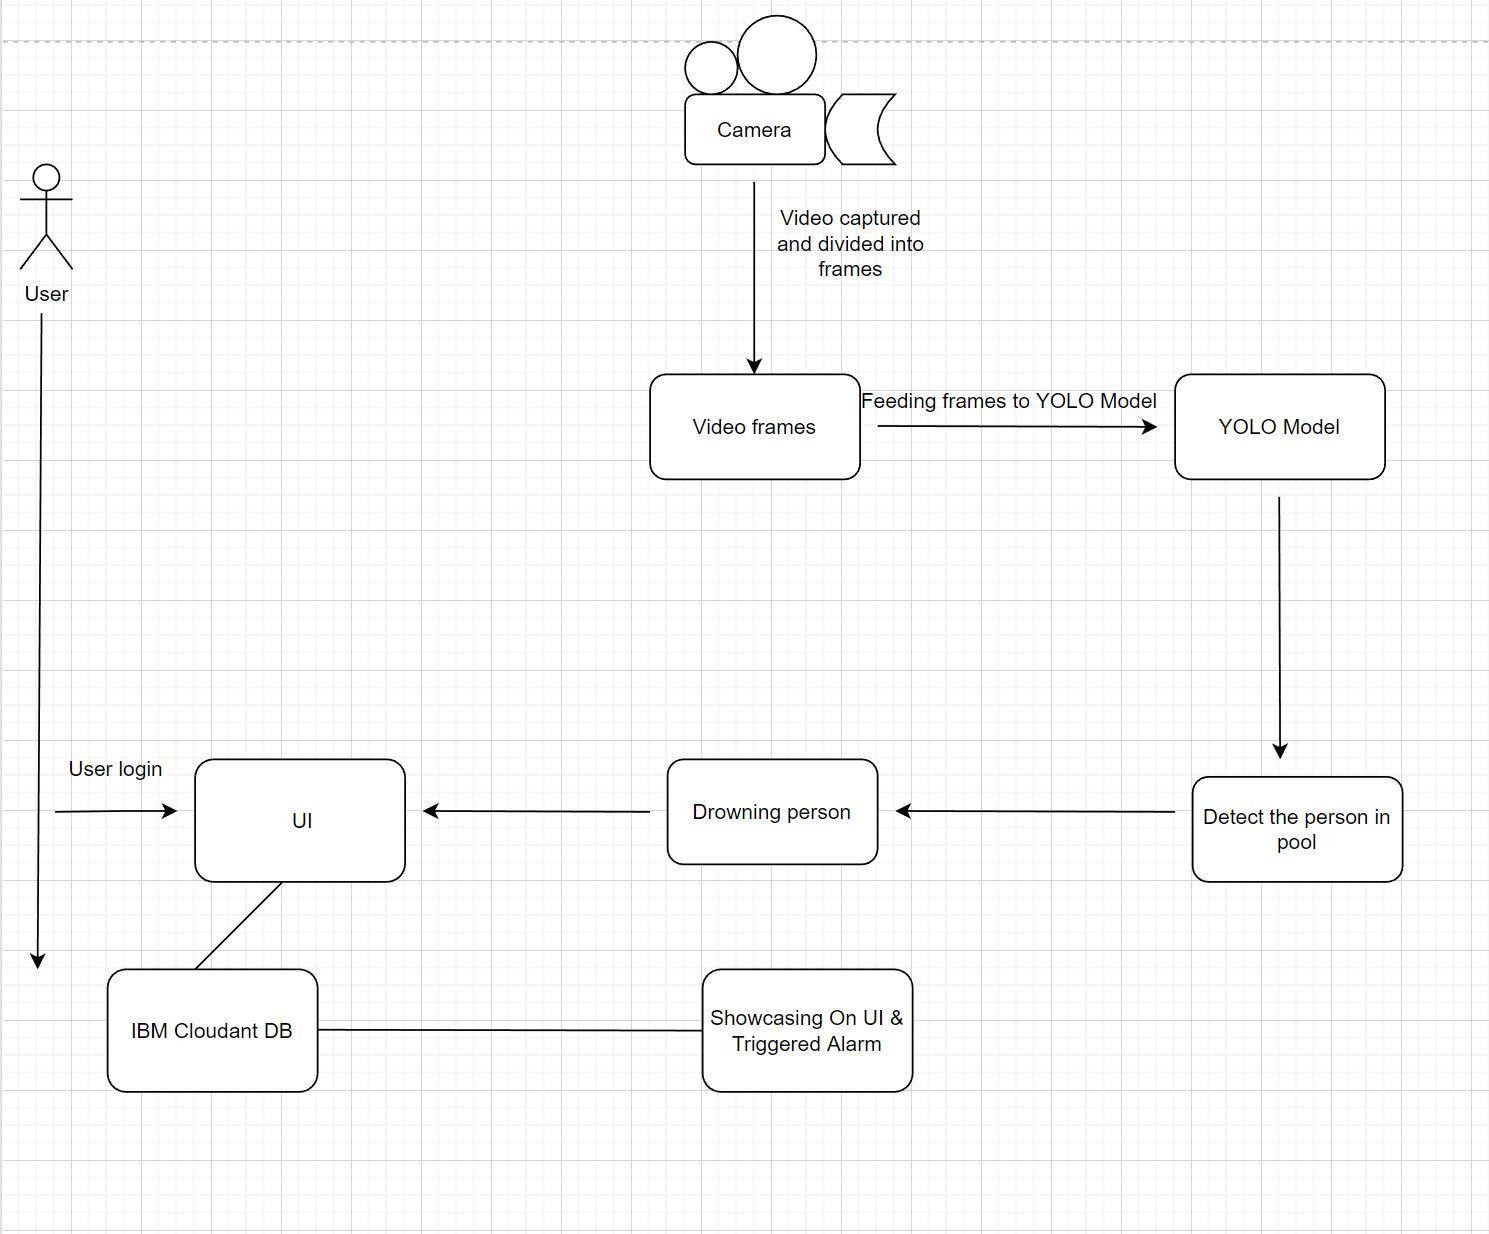 Camera
Video captured
and divided into
frames
User
Feeding frames to YOLO Model
Video frames
YOLO Model
User login
UI
Drowning person
Detect the person in
pool
IBM Cloudant DB
Showcasing On UI &
Triggered Alarm